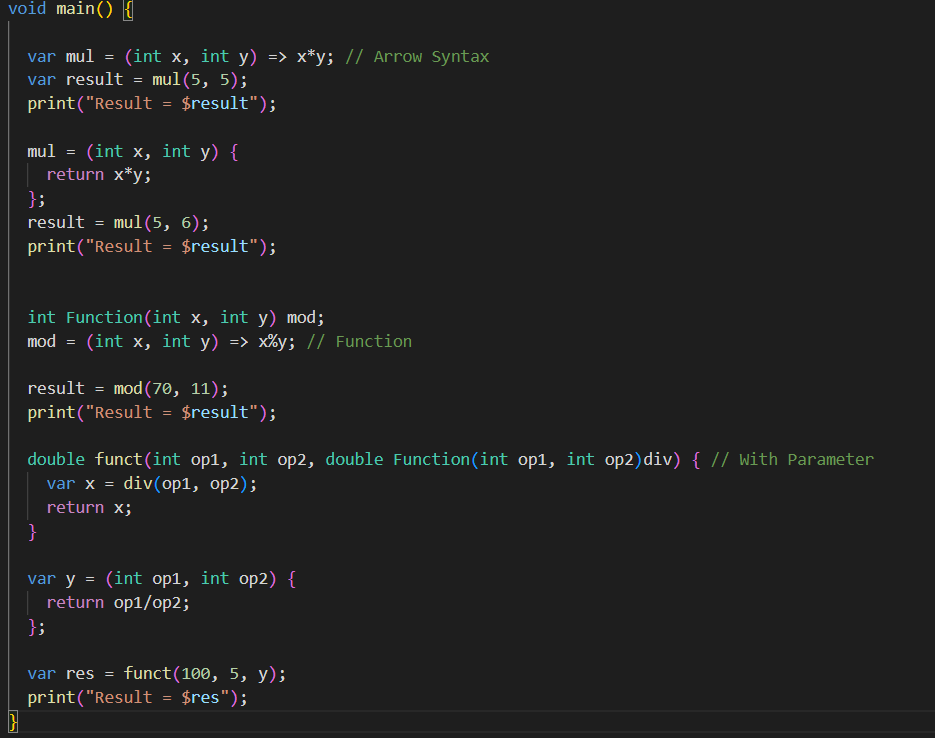 void main() {
var mul = (int x, int y) => x*y; // Arrow Syntax
var result = mul(5, 5);
print("Result = $result");
mul = (int x, int y) {
return x*y;
};
result = mul(5, 6);
print("Result = $result");
int Function(int x, int y) mod;
mod = (int x, int y) => x%y; // Function
result = mod(70, 11);
print("Result = $result");
double funct(int op1, int op2, double Function(int op1, int op2)div) { // With Parameter
var x = div(op1, op2);
return x;
}
var y = (int op1, int op2) {
return op1/op2;
};
var res = funct(100, 5, y);
print("Result = $res");
}